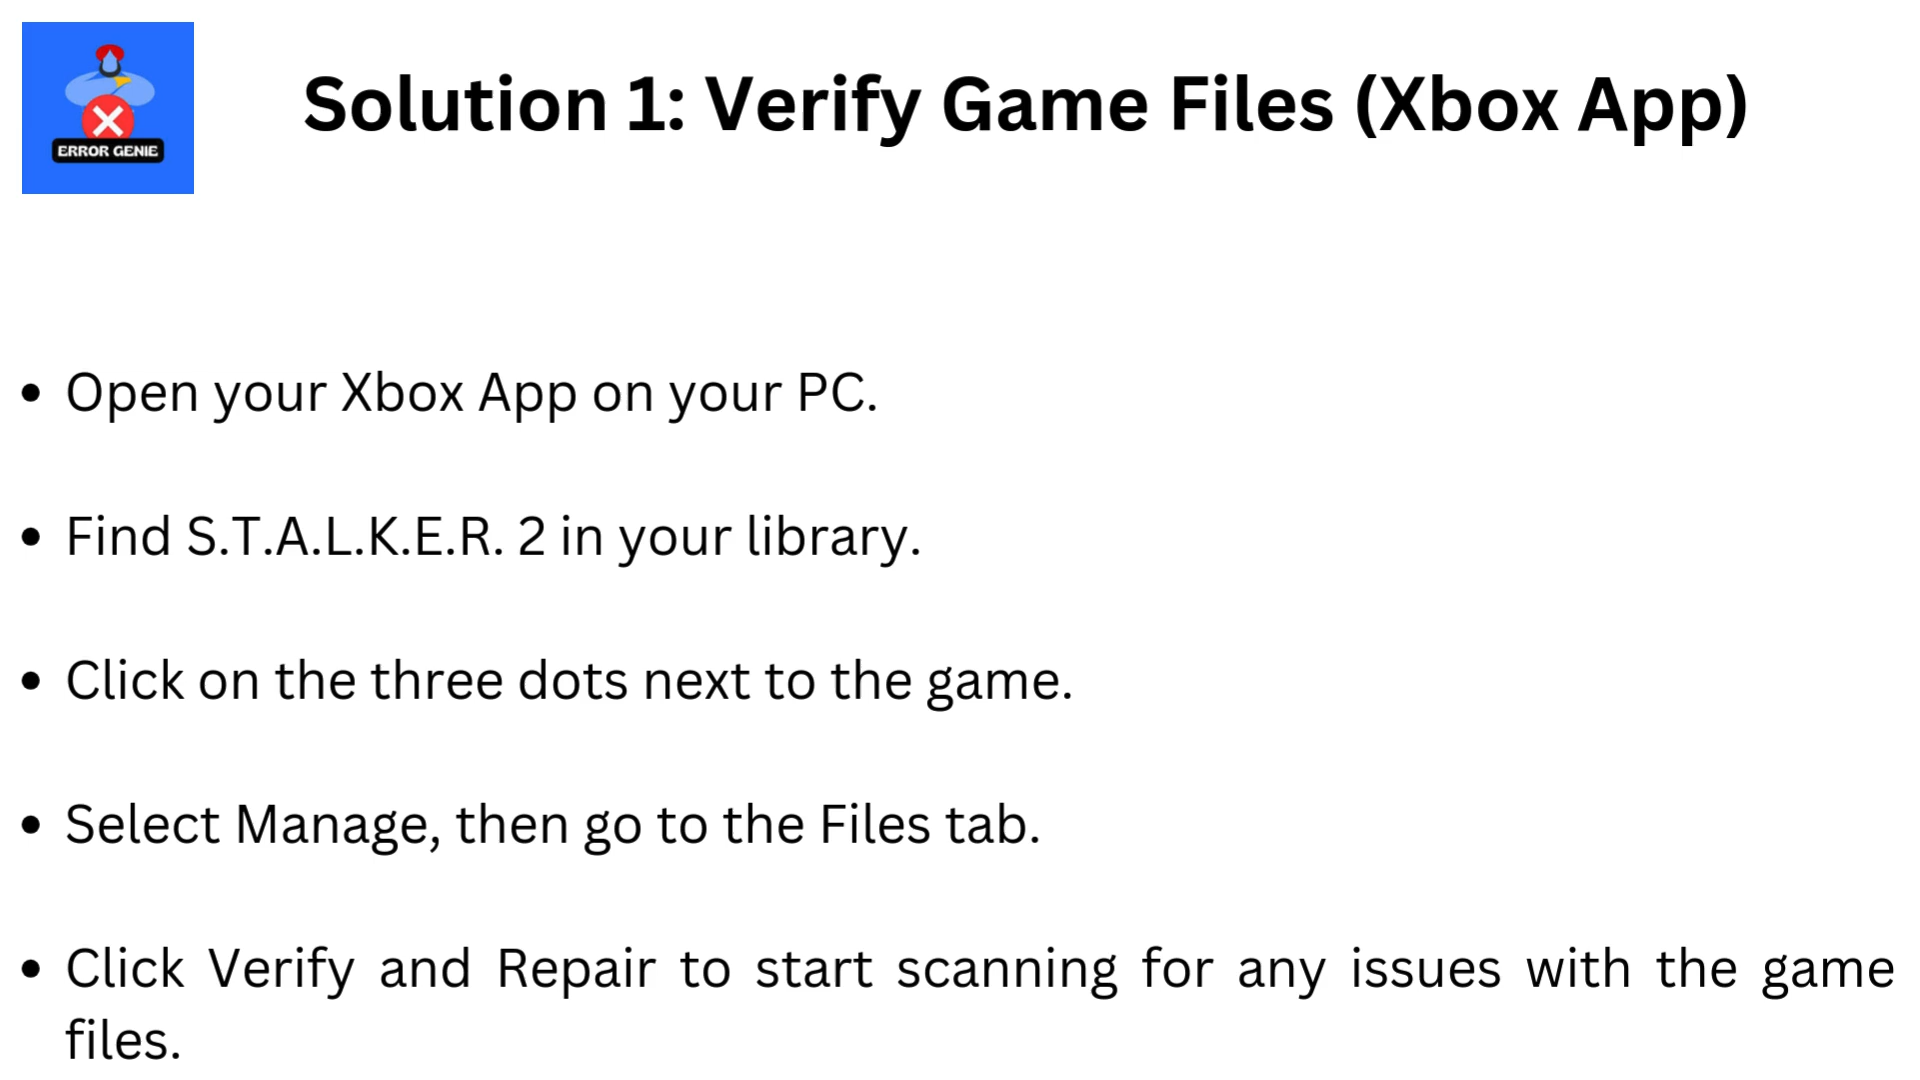 ERROR GENIE
Solution 1: Verify Game Files (Xbox App)
• Open your Xbox App on your PC.
• Find S.T.A.L.K.E.R. 2 in your library.
• Click on the three dots next to the game.
• Select Manage, then go to the Files tab.
• Click Verify and Repair to start scanning for any issues with the game
files.